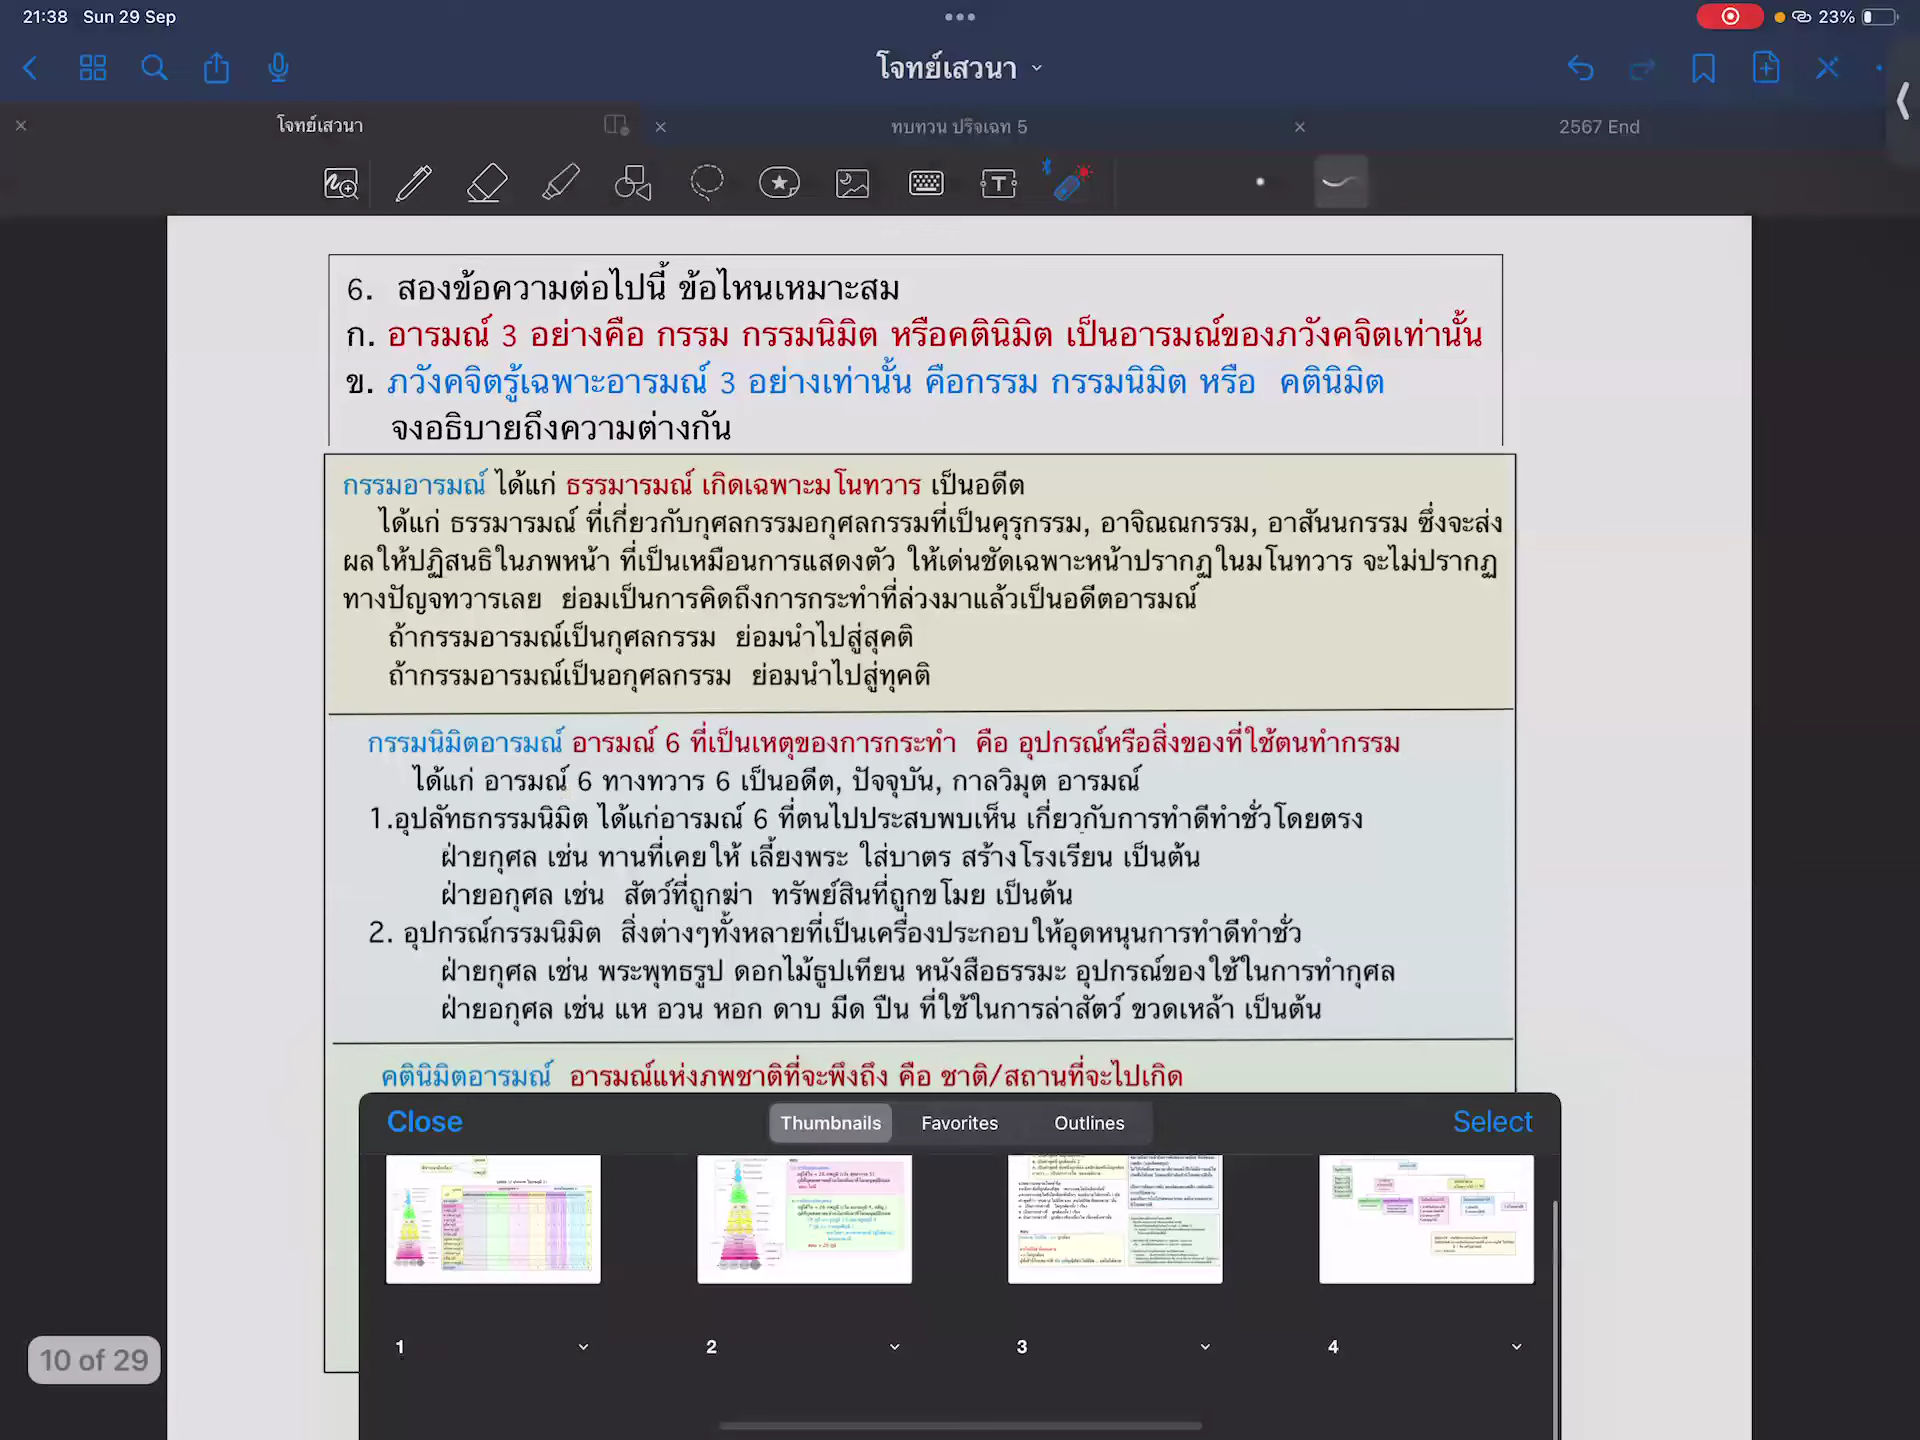 21:38 Sun 29 Sep
23%
โจทย์เสวนา
โจทย์เสวนา
ทบทวน ปริจเฉท 5
2567 End
6. สองข้อความต่อไปนี้ ข้อไหนเหมาะสม
ก. อารมณ์ 3 อย่างคือ กรรม กรรมนิมิต หรือคตินิมิต เป็นอารมณ์ของภวังคจิตเท่านั้น
ข. ภวังคจิตรู้เฉพาะอารมณ์ 3 อย่างเท่านั้น คือกรรม กรรมนิมิต หรือ คตินิมิต
จงอธิบายถึงความต่างกัน
กรรมอารมณ์ ได้แก่ ธรรมารมณ์ เกิดเฉพาะมโนทวาร เป็นอดีต
ได้แก่ ธรรมารมณ์ ที่เกี่ยวกับกุศลกรรมอกุศลกรรมที่เป็นครุกรรม, อาจิณณกรรม, อาสันนกรรม ซึ่งจะส่ง
ผลให้ปฏิสนธิในภพหน้า ที่เป็นเหมือนการแสดงตัว ให้เด่นชัดเฉพาะหน้าปรากฏในมโนทวาร จะไม่ปรากฏ
ทางปัญจทวารเลย ย่อมเป็นการคิดถึงการกระทำที่ล่วงมาแล้วเป็นอดีตอารมณ์
ถ้ากรรมอารมณ์เป็นกุศลกรรม ย่อมนำไปสู่สุคติ
ถ้ากรรมอารมณ์เป็นอกุศลกรรม ย่อมนำไปสู่ทุคติ
กรรมนิมิตอารมณ์ อารมณ์ 6 ที่เป็นเหตุของการกระทำ คือ อุปกรณ์หรือสิ่งของที่ใช้ตนทำกรรม
ได้แก่ อารมณ์ 6 ทางทวาร 6 เป็นอดีต, ปัจจุบัน, กาลวิมุต อารมณ์
1.อุปลัทธกรรมนิมิต ได้แก่อารมณ์ 6 ที่ตนไปประสบพบเห็น เกี่ยวกับการทำดีทำชั่วโดยตรง
ฝ่ายกุศล เช่น ทานที่เคยให้ เลี้ยงพระ ใส่บาตร สร้างโรงเรียน เป็นต้น
ฝ่ายอกุศล เช่น สัตว์ที่ถูกฆ่า ทรัพย์สินที่ถูกขโมย เป็นต้น
2. อุปกรณ์กรรมนิมิต สิ่งต่างๆทั้งหลายที่เป็นเครื่องประกอบให้อุดหนุนการทำดีทำชั่ว
ฝ่ายกุศล เช่น พระพุทธรูป ดอกไม้ธูปเทียน หนังสือธรรมะ อุปกรณ์ของใช้ในการทำกุศล
ฝ่ายอกุศล เช่น แห อวน หอก ดาบ มีด ปืน ที่ใช้ในการล่าสัตว์ ขวดเหล้า เป็นต้น
คตินิมิตอารมณ์ อารมณ์แห่งภพชาติที่จะพึงถึง คือ ชาติ/สถานที่จะไปเกิด
Close Thumbnails Favorites Outlines Select
1 2 3 4
10 of 29